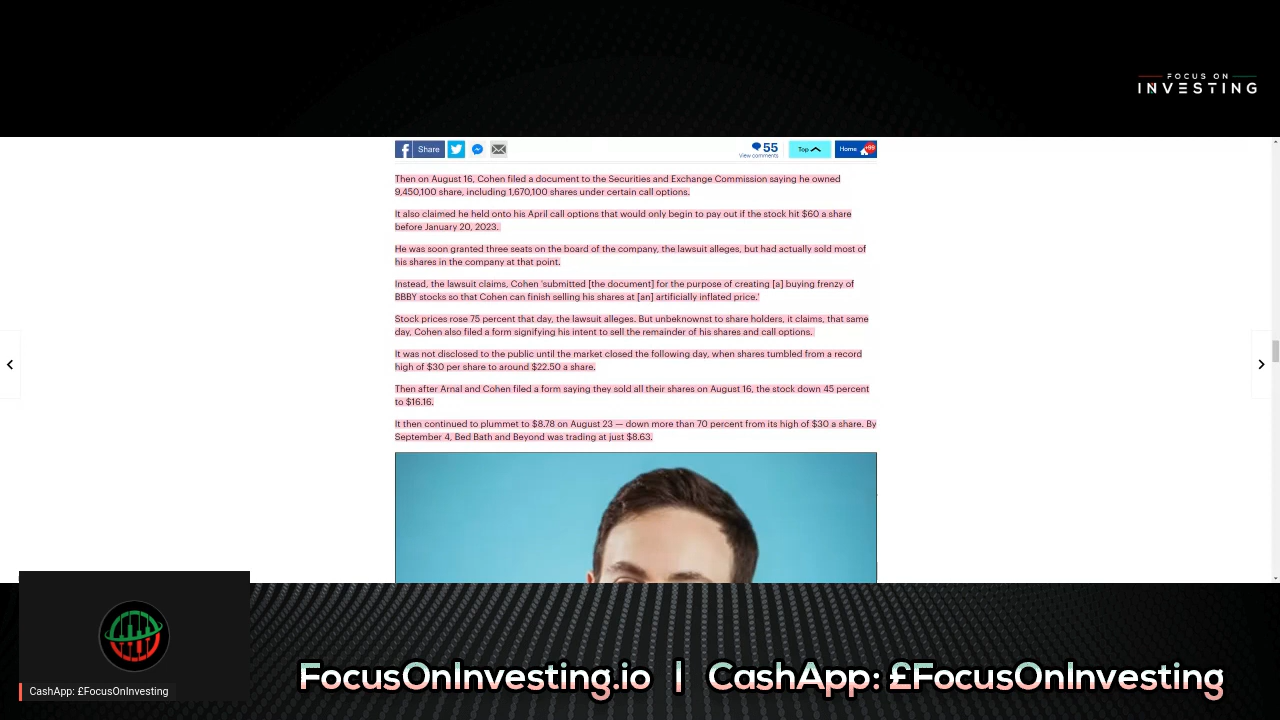 FOCUS ON
INVESTING
Share
55
View comments
Top
Home
+99
Then on August 16, Cohen filed a document to the Securities and Exchange Commission saying he owned
9,450,100 share, including 1,670,100 shares under certain call options.
It also claimed he held onto his April call options that would only begin to pay out if the stock hit $60 a share
before January 20, 2023.
He was soon granted three seats on the board of the company, the lawsuit alleges, but had actually sold most of
his shares in the company at that point.
Instead, the lawsuit claims, Cohen 'submitted [the document] for the purpose of creating [a] buying frenzy of
BBBY stocks so that Cohen can finish selling his shares at [an] artificially inflated price.'
Stock prices rose 75 percent that day, the lawsuit alleges. But unbeknownst to share holders, it claims, that same
day, Cohen also filed a form signifying his intent to sell the remainder of his shares and call options.
It was not disclosed to the public until the market closed the following day, when shares tumbled from a record
high of $30 per share to around $22.50 a share.
Then after Arnal and Cohen filed a form saying they sold all their shares on August 16, the stock down 45 percent
to $16.16.
It then continued to plummet to $8.78 on August 23 — down more than 70 percent from its high of $30 a share. By
September 4, Bed Bath and Beyond was trading at just $8.63.
CashApp: £FocusOnInvesting
FocusOnInvesting.io | CashApp: £FocusOnInvesting